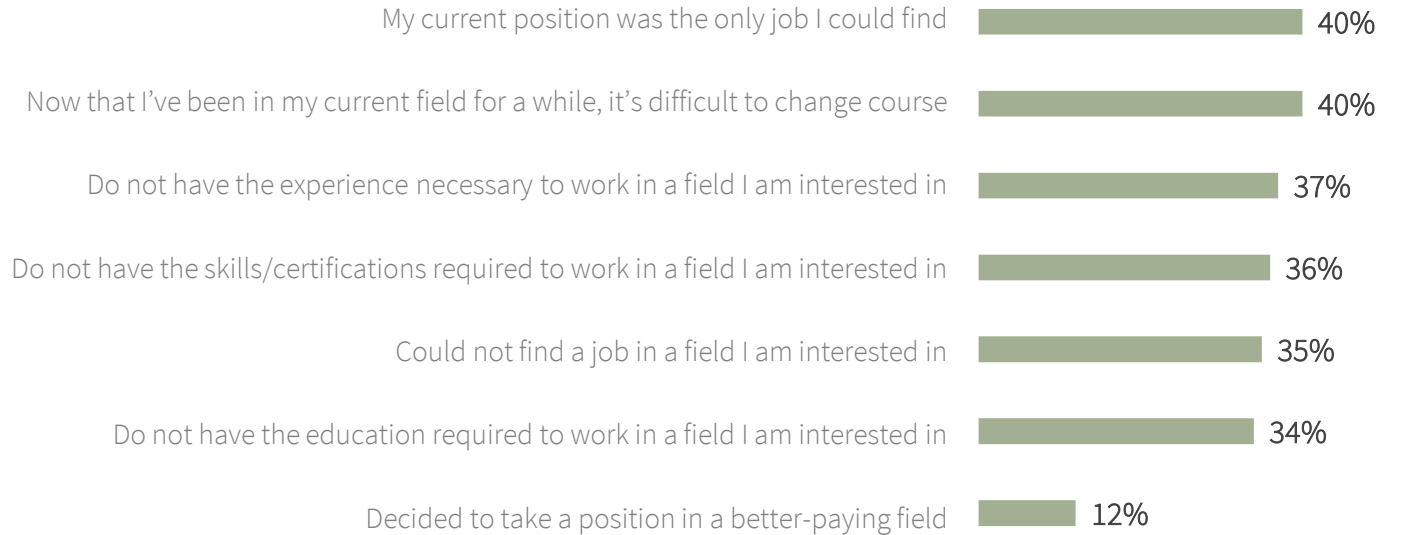 My current position was the only job I could find 40%
Now that I’ve been in my current field for a while, it’s difficult to change course 40%
Do not have the experience necessary to work in a field I am interested in 37%
Do not have the skills/certifications required to work in a field I am interested in 36%
Could not find a job in a field I am interested in 35%
Do not have the education required to work in a field I am interested in 34%
Decided to take a position in a better-paying field 12%